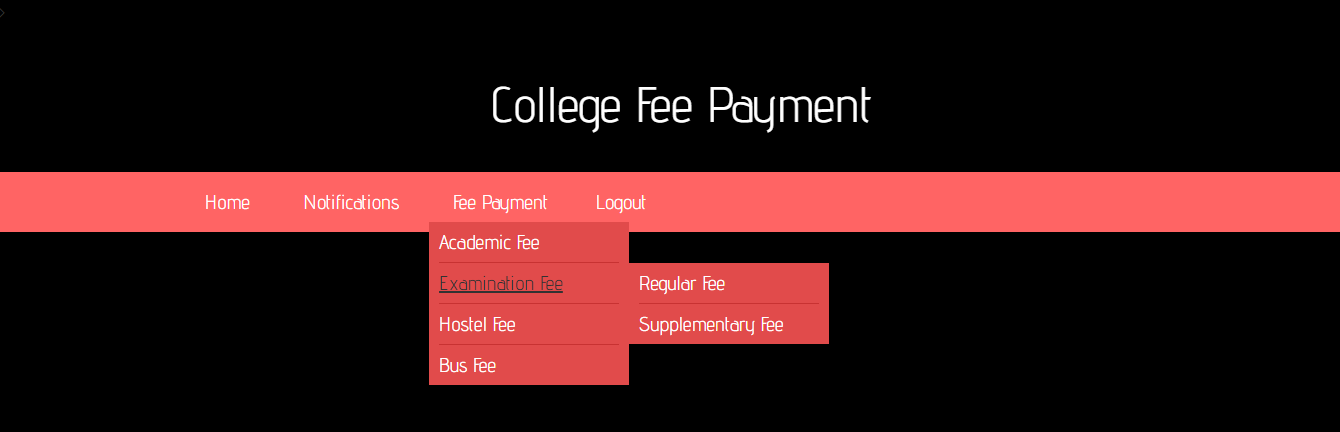 College Fee Payment
Home Notifications Fee Payment Logout
Academic Fee
Examination Fee Regular Fee
Hostel Fee Supplementary Fee
Bus Fee